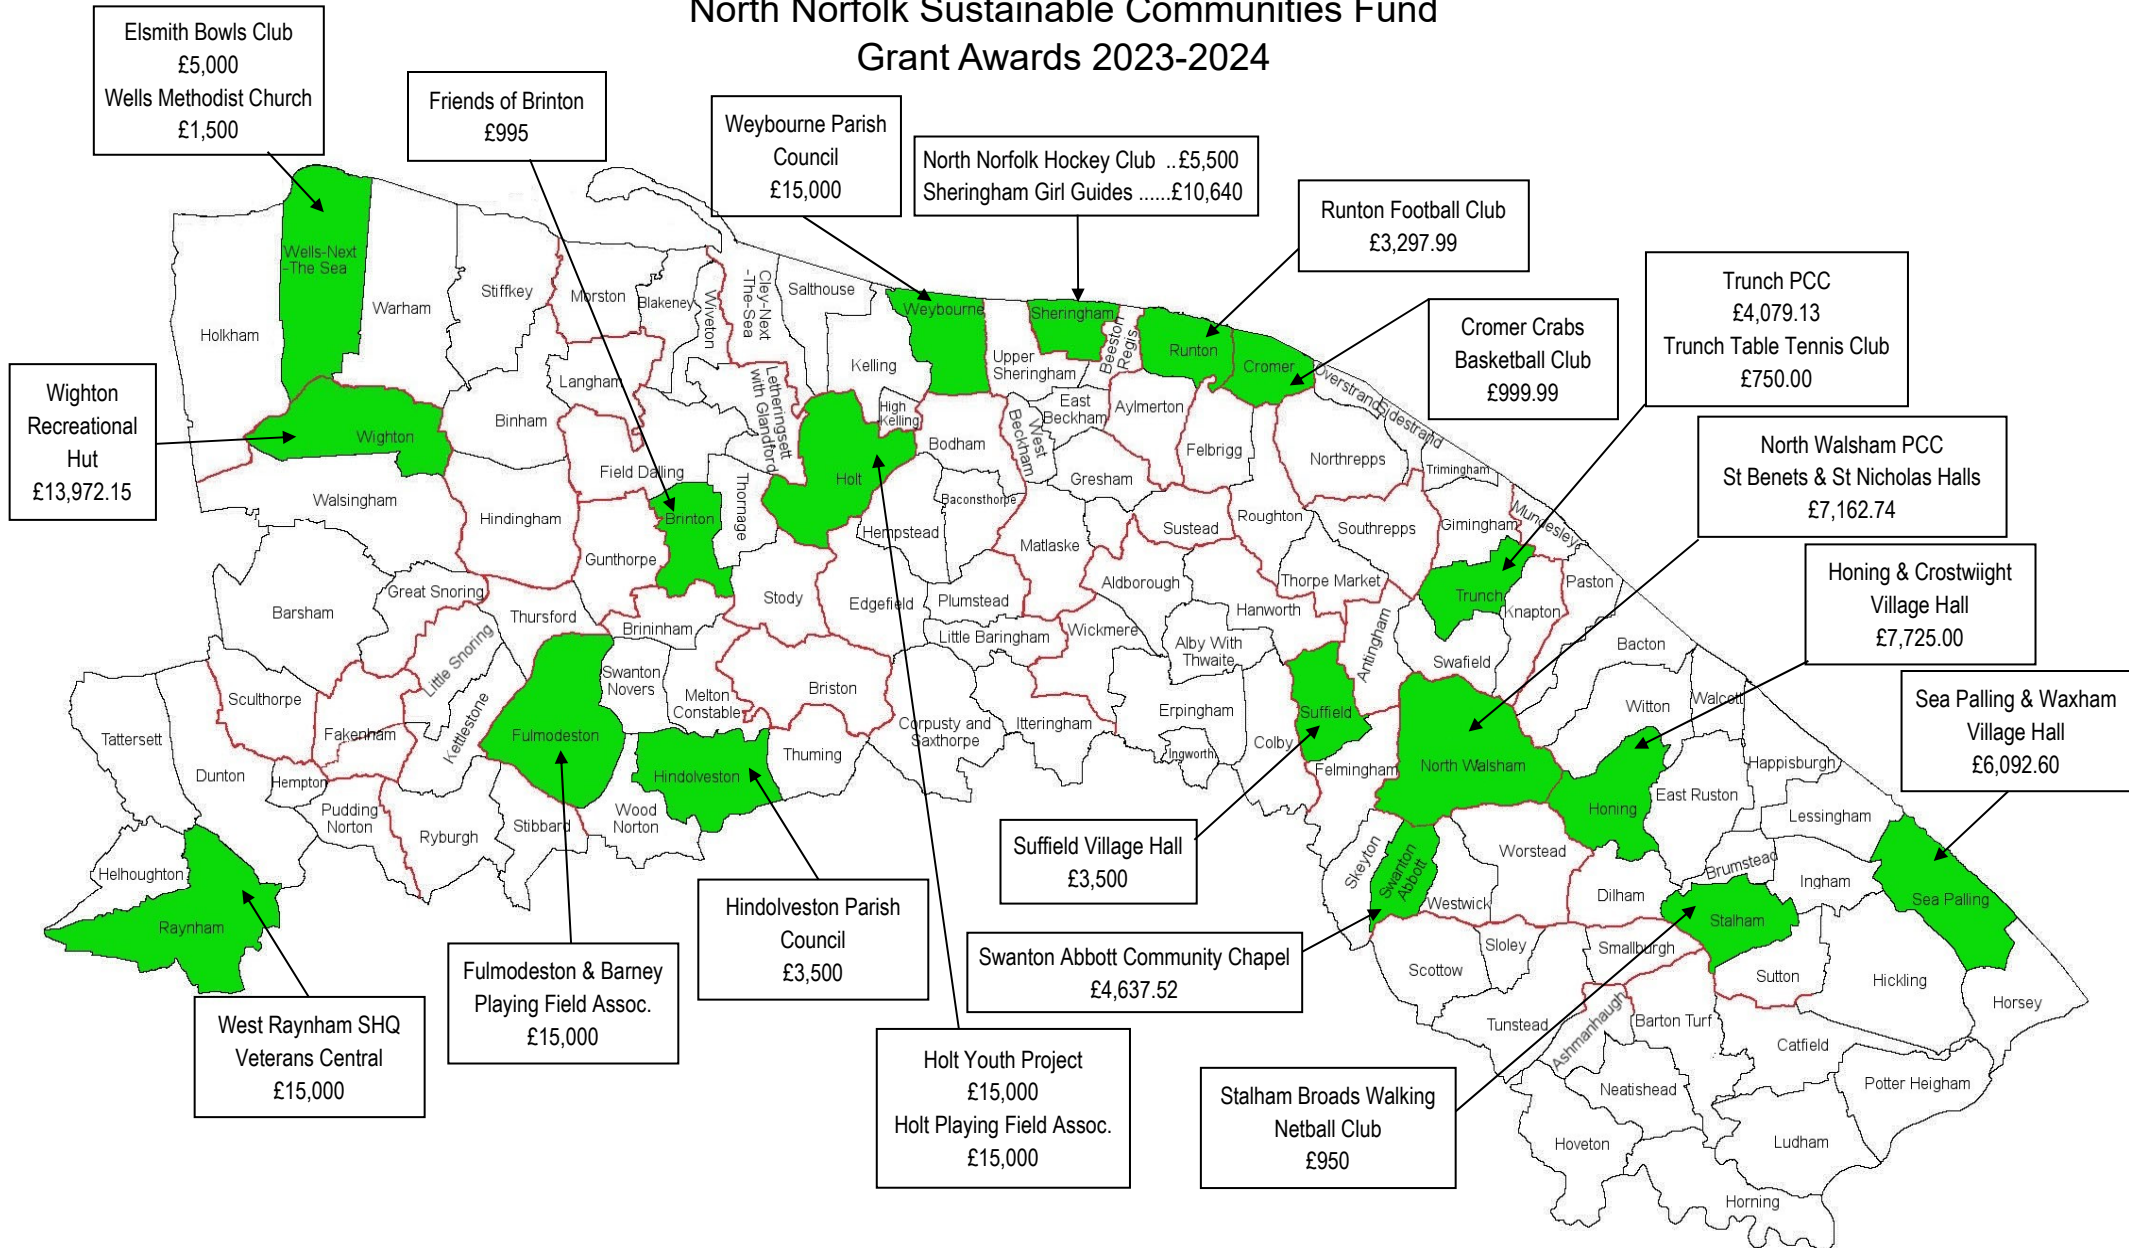 North Norfolk Sustainable Communities Fund
Grant Awards 2023-2024
Elsmith Bowls Club
£5,000
Wells Methodist Church
£1,500
Friends of Brinton
£995
Weybourne Parish
Council
£15,000
North Norfolk Hockey Club ..£5,500
Sheringham Girl Guides ......£10,640
Runton Football Club
£3,297.99
Cromer Crabs
Basketball Club
£999.99
Trunch PCC
£4,079.13
Trunch Table Tennis Club
£750.00
North Walsham PCC
St Benets & St Nicholas Halls
£7,162.74
Honing & Crostwiight
Village Hall
£7,725.00
Sea Palling & Waxham
Village Hall
£6,092.60
Wighton
Recreational
Hut
£13,972.15
West Raynham SHQ
Veterans Central
£15,000
Fulmodeston & Barney
Playing Field Assoc.
£15,000
Hindolveston Parish
Council
£3,500
Holt Youth Project
£15,000
Holt Playing Field Assoc.
£15,000
Suffield Village Hall
£3,500
Swanton Abbott Community Chapel
£4,637.52
Stalham Broads Walking
Netball Club
£950
Holkham
Wells-Next
-The Sea
Warham
Stiffkey
Morston
Blakeney
Wiveton
Cley-Next
-The-Sea
Salthouse
Kelling
Weybourne
Upper
Sheringham
Sheringham
Beeston
Regis
Runton
Cromer
Overstrand
Sidestrand
Wighton
Binham
Langham
Letheringsett
with Glandford
High
Kelling
Bodham
West
Beckham
East
Beckham
Aylmerton
Felbrigg
Northrepps
Trimingham
Walsingham
Hindingham
Field Dalling
Thornage
Holt
Baconsthorpe
Gresham
Gunthorpe
Brinton
Hempstead
Matlaske
Sustead
Roughton
Southrepps
Gimingham
Mundesley
Barsham
Great Snoring
Thursford
Brininham
Stody
Edgefield
Plumstead
Little Baringham
Aldborough
Wickmere
Hanworth
Thorpe Market
Alby With
Thwaite
Antingham
Trunch
Knapton
Paston
Swafield
Bacton
Sculthorpe
Little Snoring
Kettlestone
Fakenham
Fulmodeston
Swanton
Novers
Melton
Constable
Briston
Corpusty and
Saxthorpe
Itteringham
Erpingham
Ingworth
Colby
Suffield
Felmingham
North Walsham
Witton
Walcott
Tattersett
Dunton
Hempton
Pudding
Norton
Ryburgh
Stibbard
Wood
Norton
Hindolveston
Thuming
Honing
East Ruston
Happisburgh
Lessingham
Helhoughton
Raynham
Skeyton
Swanton
Abbott
Westwick
Worstead
Dilham
Brumstead
Ingham
Sea Palling
Stalham
Scottow
Sloley
Smallburgh
Sutton
Hickling
Horsey
Tunstead
Ashmanhaugh
Barton Turf
Catfield
Neatishead
Potter Heigham
Hoveton
Ludham
Horning